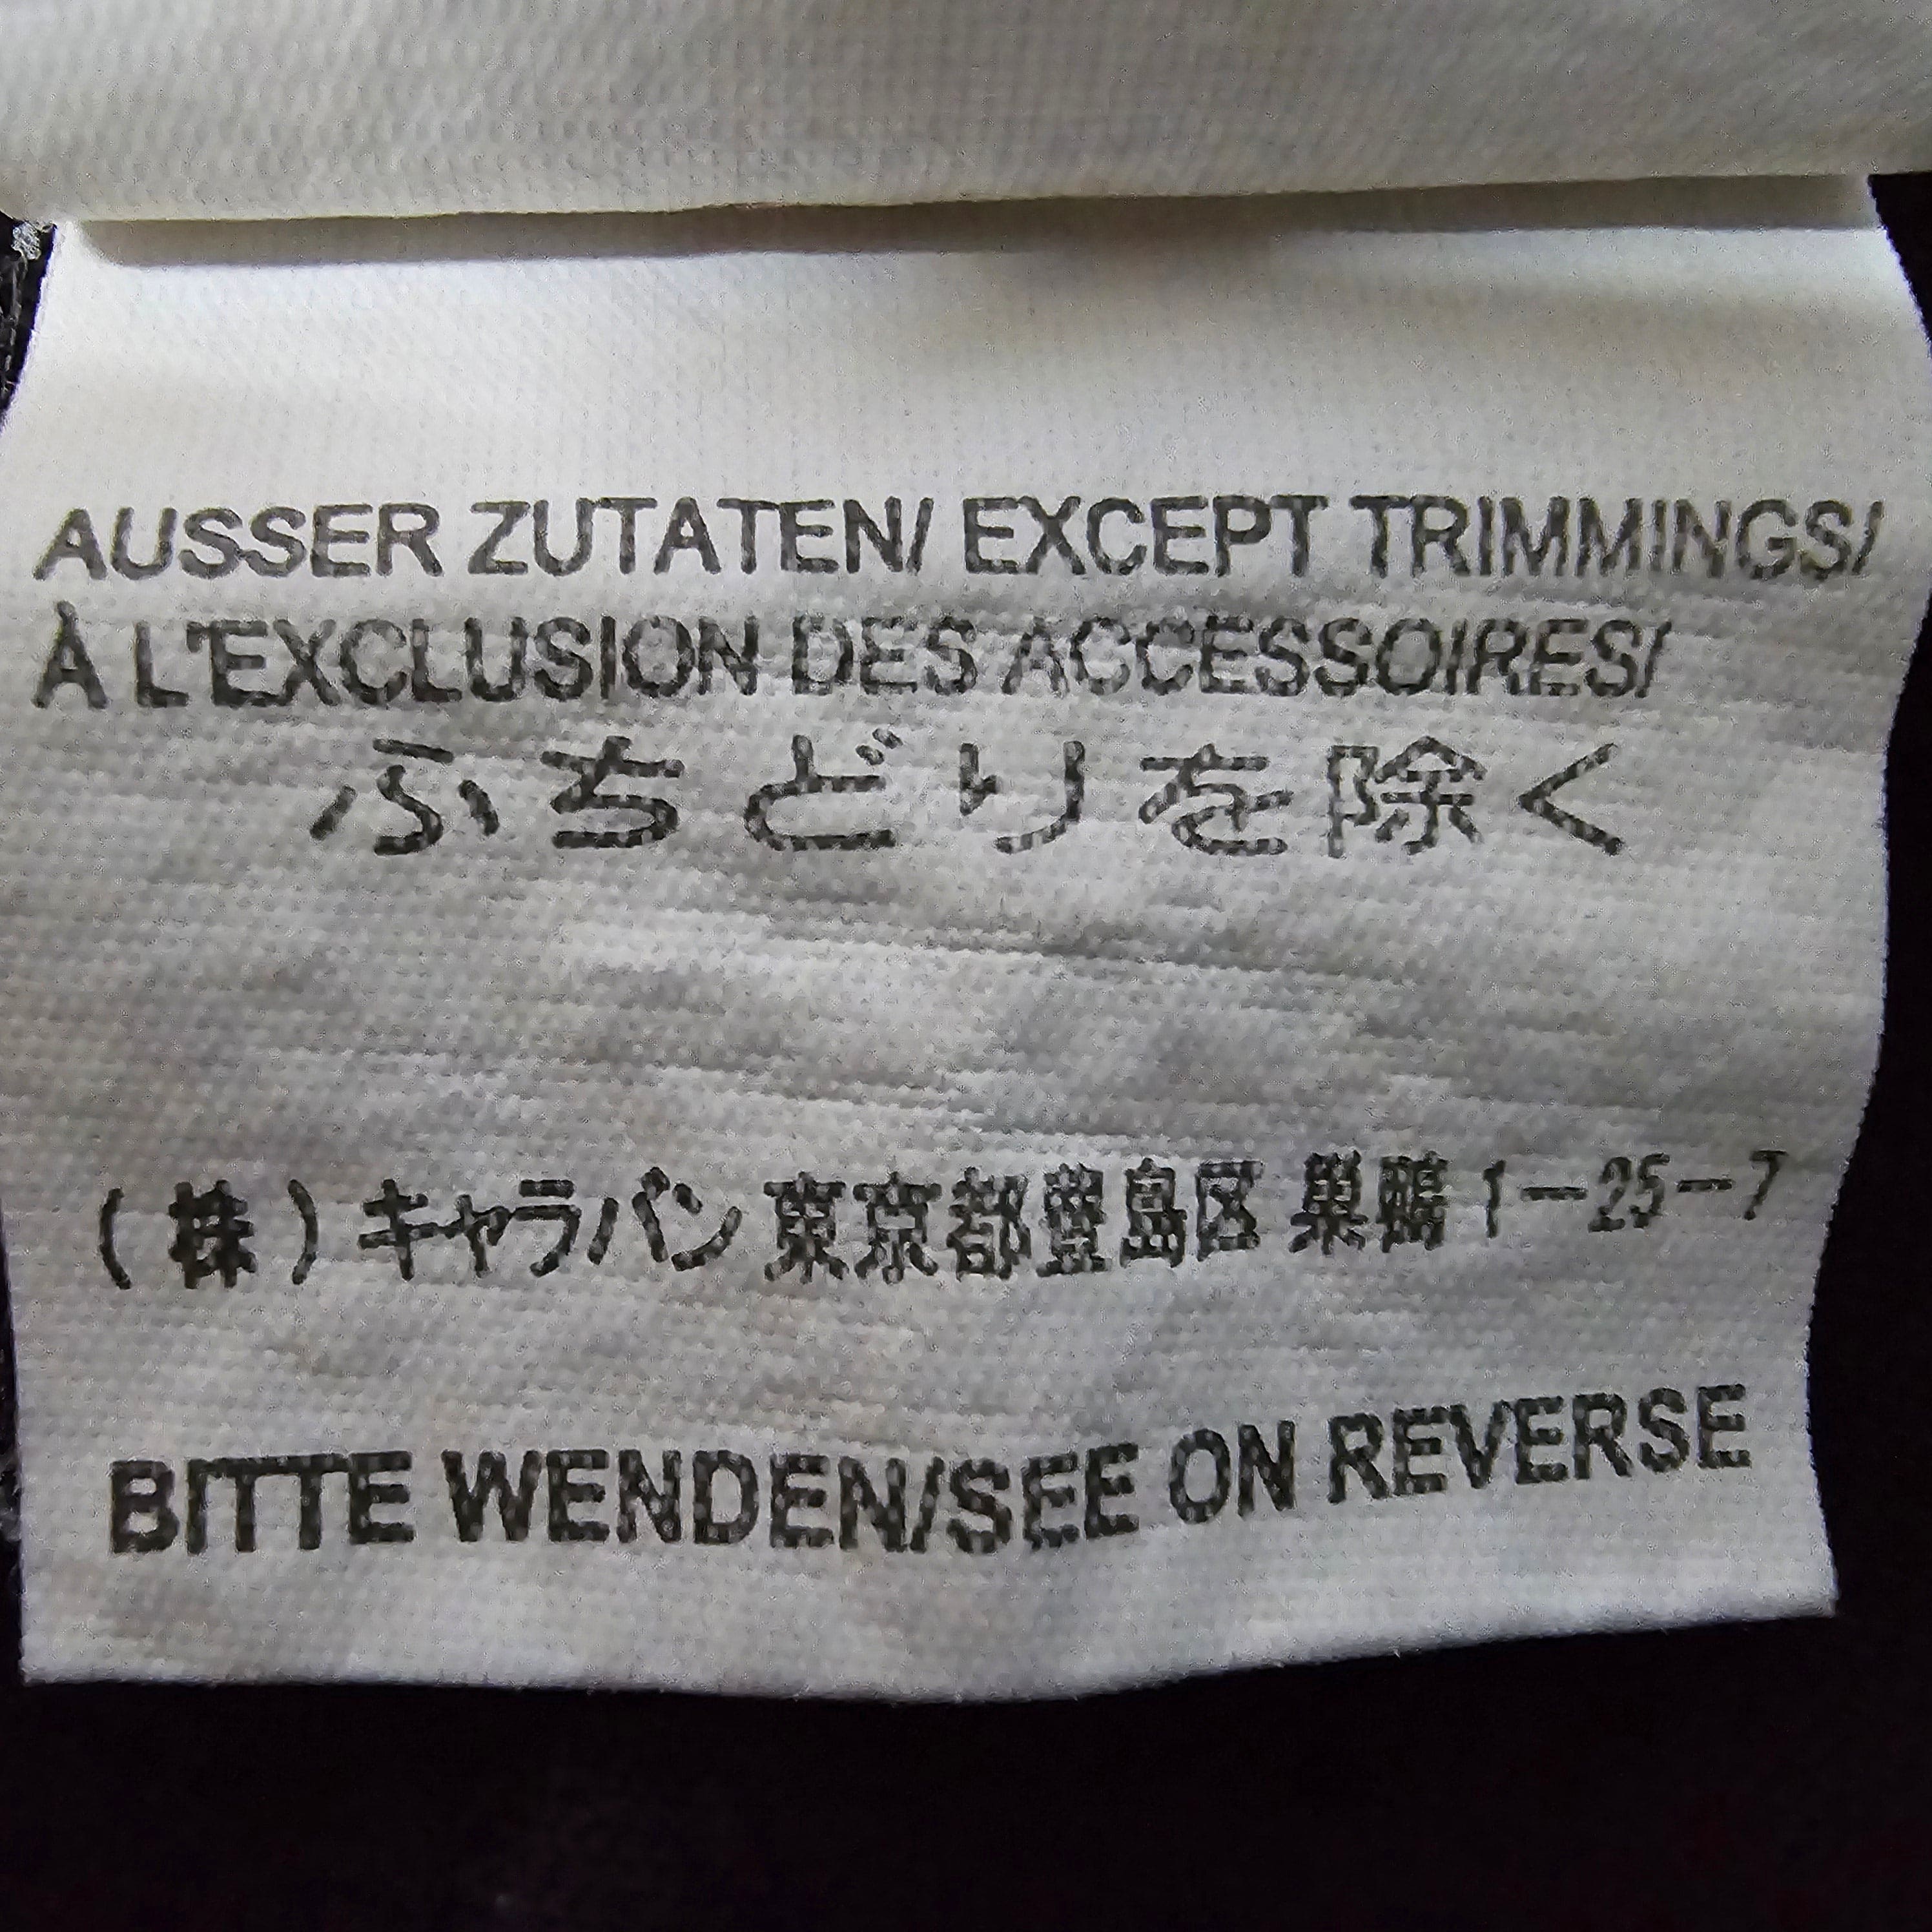 AUSSER ZUTATEN/ EXCEPT TRIMMINGS/
À L'EXCLUSION DES ACCESSOIRES/
ふちどりを除く
(株)キャラバン 東京都豊島区 巣鴨 1-25-7
BITTE WENDEN/SEE ON REVERSE